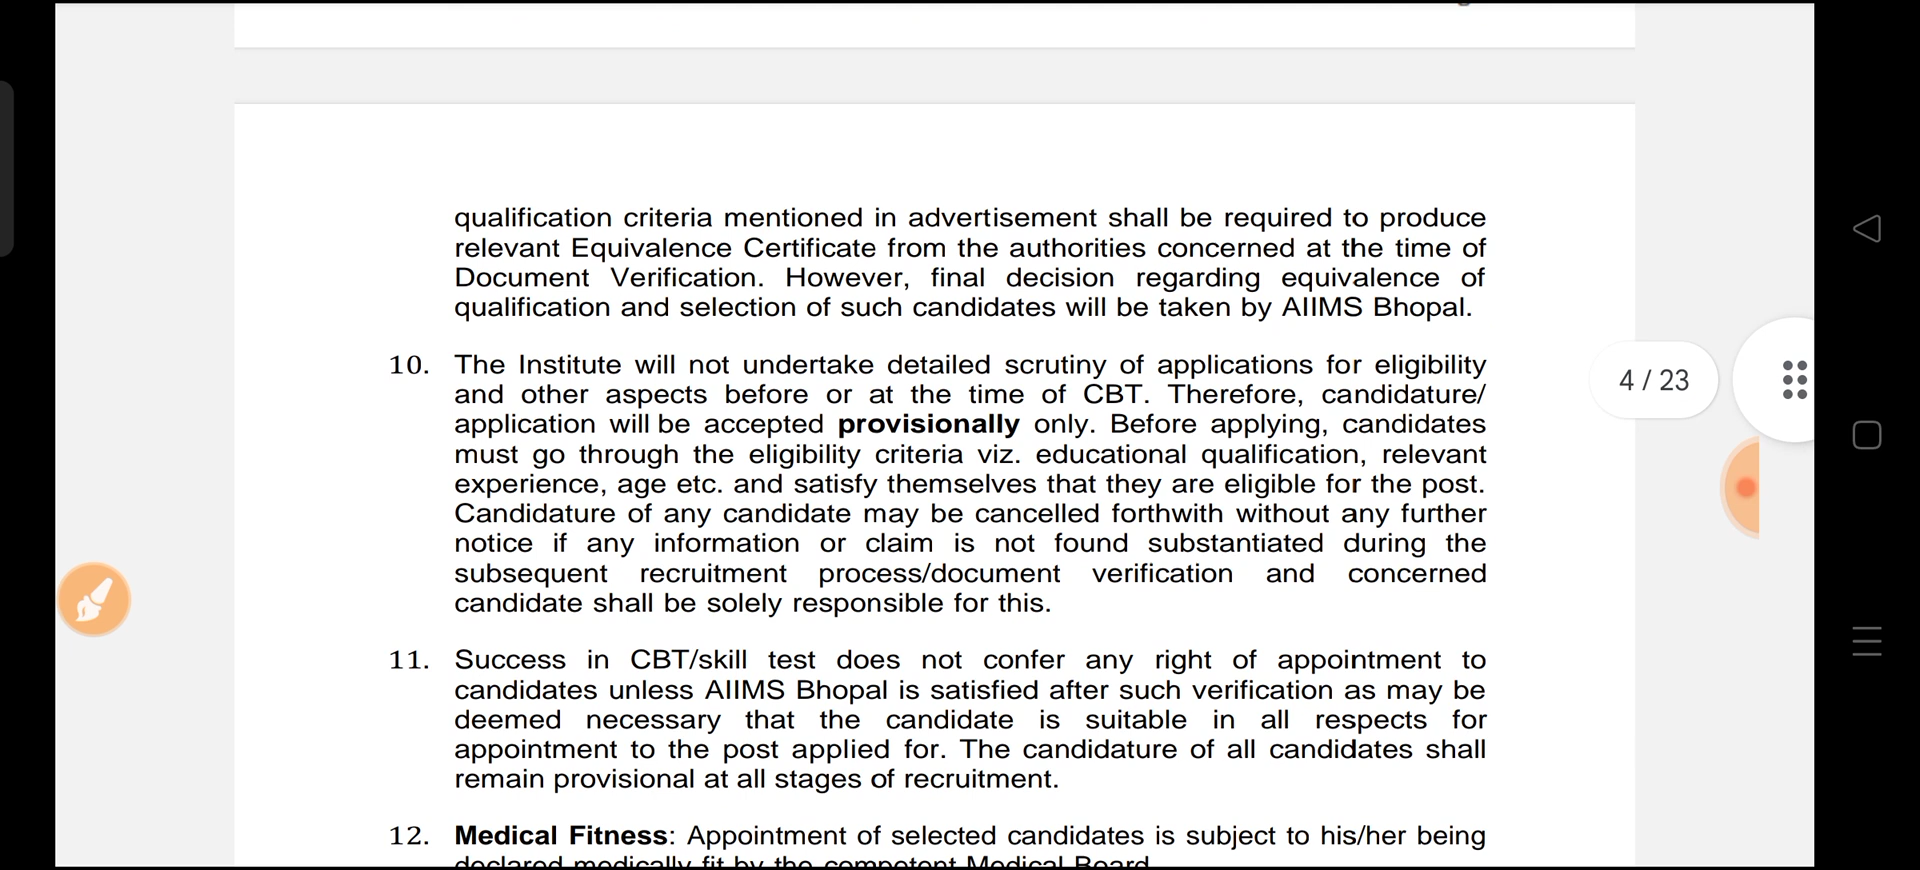 qualification criteria mentioned in advertisement shall be required to produce
relevant Equivalence Certificate from the authorities concerned at the time of
Document Verification. However, final decision regarding equivalence of
qualification and selection of such candidates will be taken by AIIMS Bhopal.
10. The Institute will not undertake detailed scrutiny of applications for eligibility
and other aspects before or at the time of CBT. Therefore, candidature/
application will be accepted provisionally only. Before applying, candidates
must go through the eligibility criteria viz. educational qualification, relevant
experience, age etc. and satisfy themselves that they are eligible for the post.
Candidature of any candidate may be cancelled forthwith without any further
notice if any information or claim is not found substantiated during the
subsequent recruitment process/document verification and concerned
candidate shall be solely responsible for this.
11. Success in CBT/skill test does not confer any right of appointment to
candidates unless AIIMS Bhopal is satisfied after such verification as may be
deemed necessary that the candidate is suitable in all respects for
appointment to the post applied for. The candidature of all candidates shall
remain provisional at all stages of recruitment.
12. Medical Fitness: Appointment of selected candidates is subject to his/her being
declared medically fit by the competent Medical Board
4 / 23